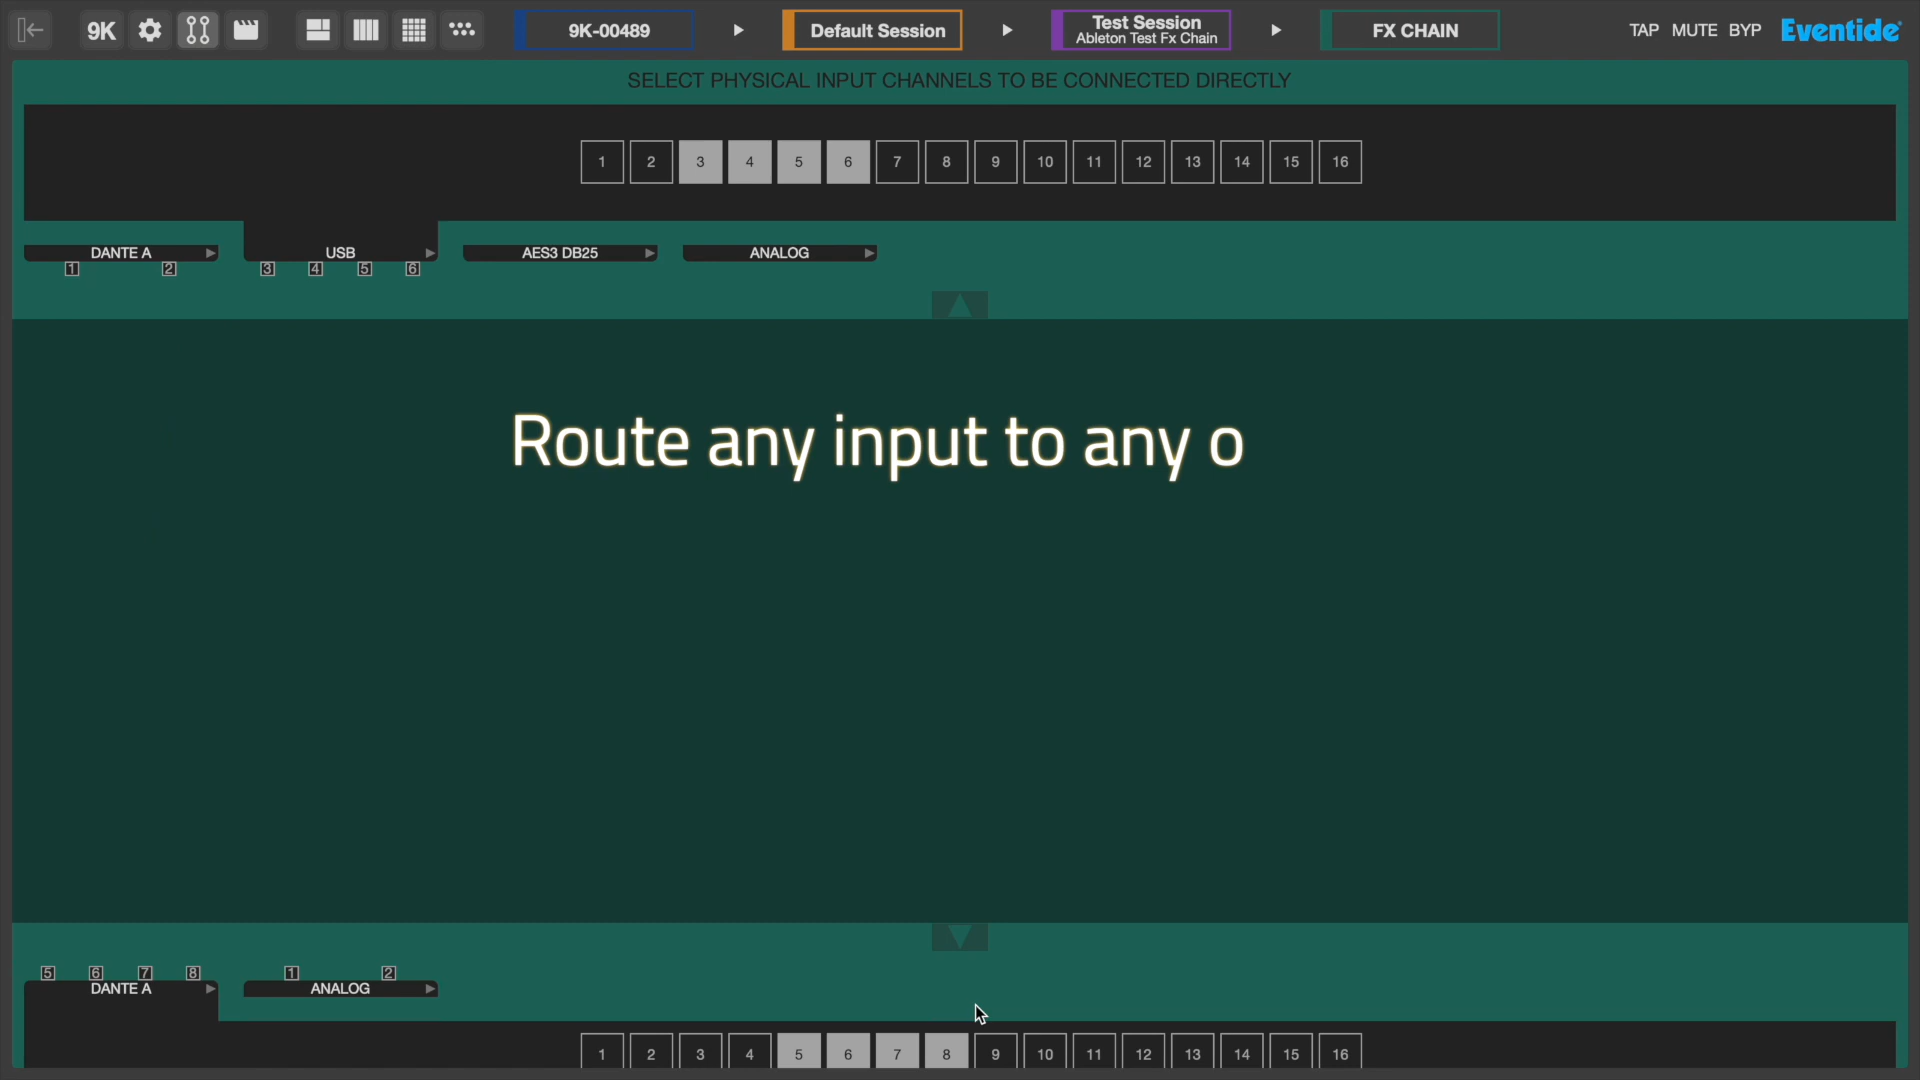 9K 9K-00489 Default Session Test Session FX CHAIN TAP MUTE BYP Eventide
Ableton Test Fx Chain
SELECT PHYSICAL INPUT CHANNELS TO BE CONNECTED DIRECTLY
1 2 3 4 5 6 7 8 9 10 11 12 13 14 15 16
DANTE A USB AES3 DB25 ANALOG
1 2 3 4 5 6
Route any input to any o
5 6 7 8 1 2
DANTE A ANALOG
1 2 3 4 5 6 7 8 9 10 11 12 13 14 15 16